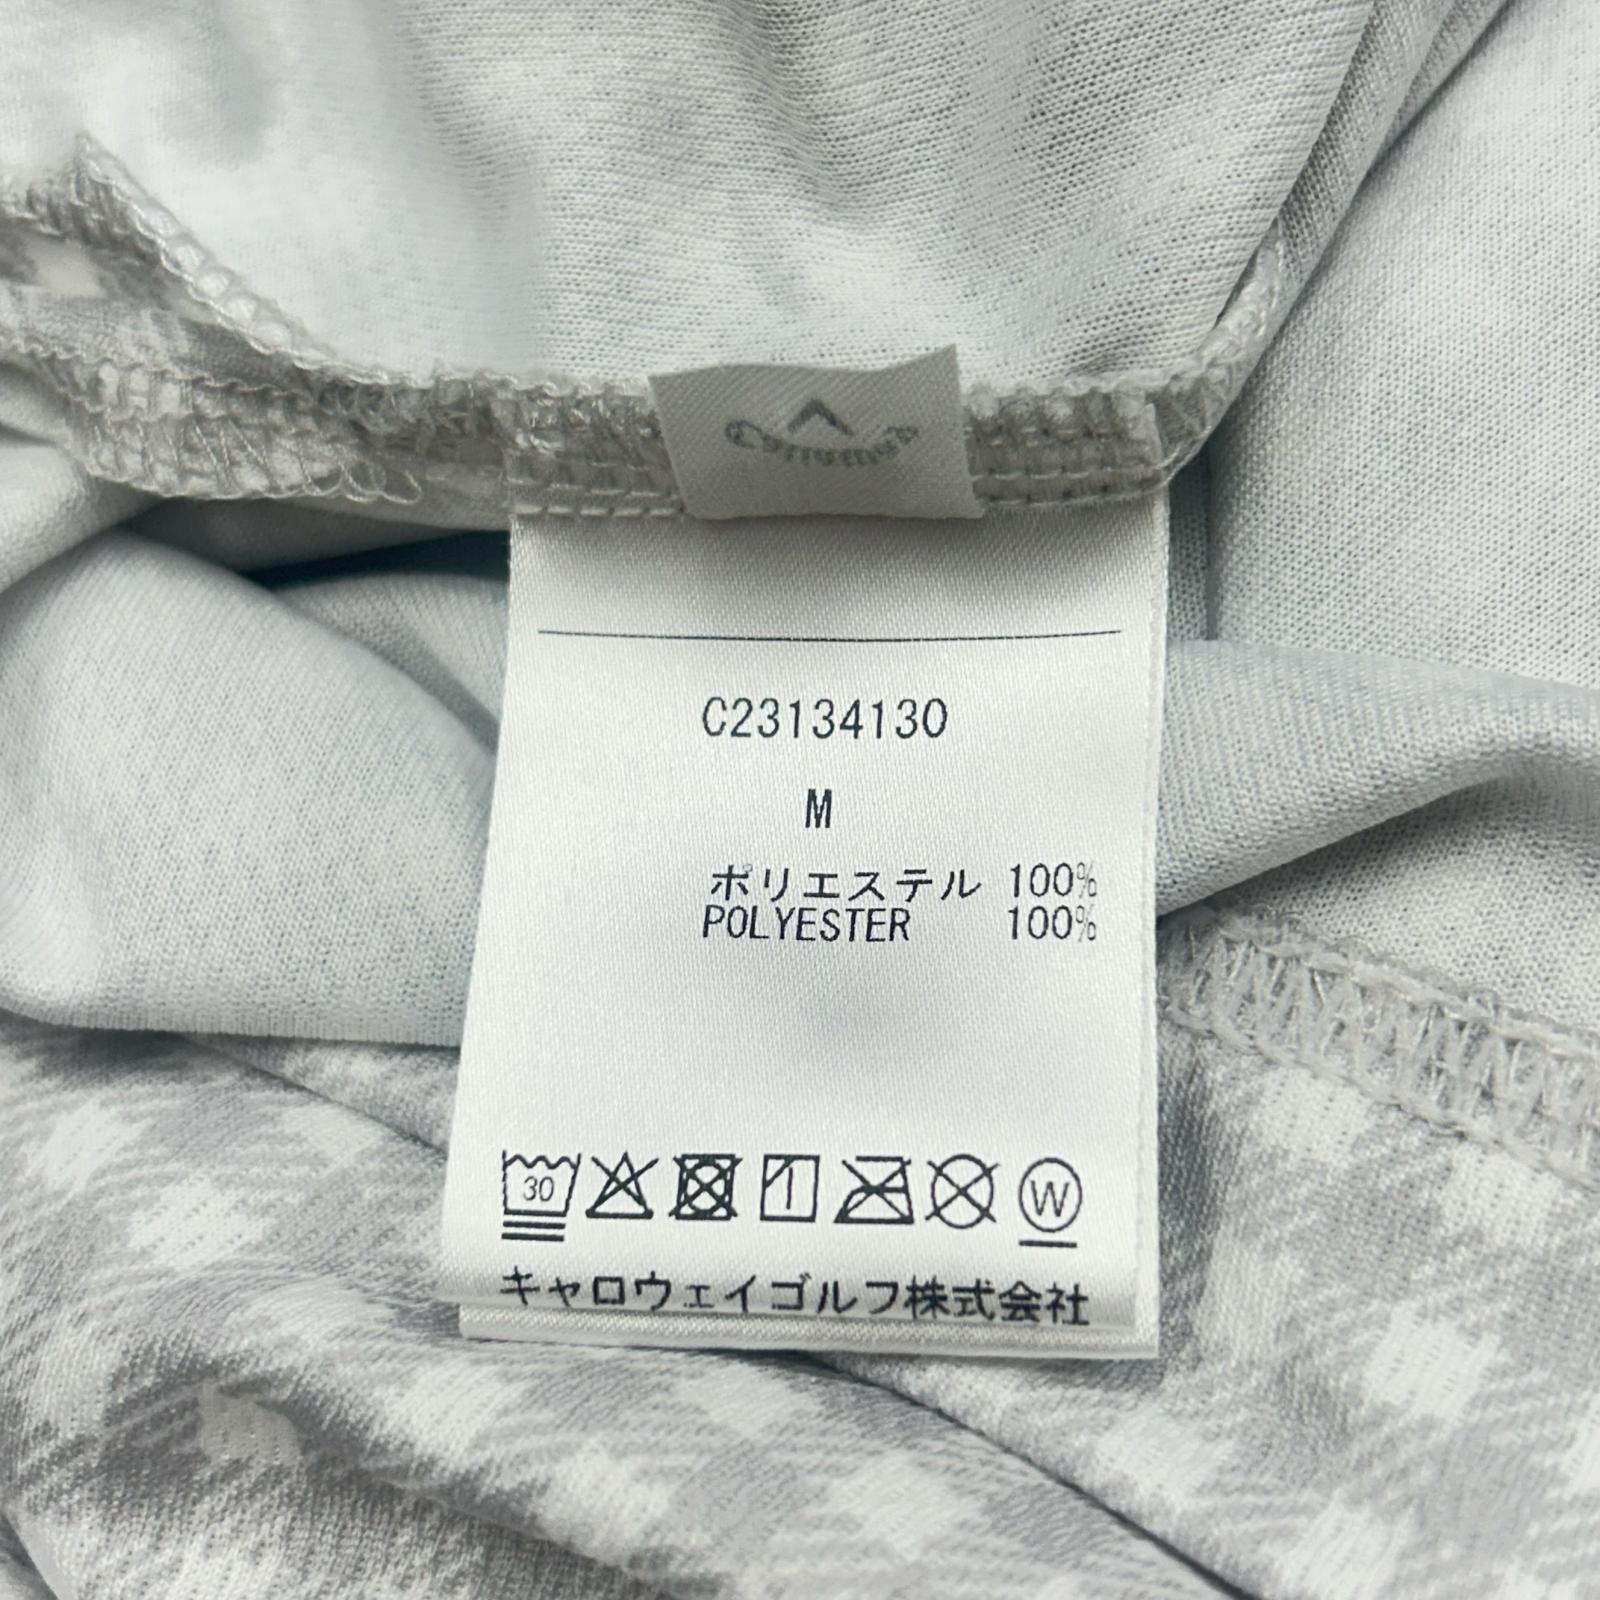 Callaway
C23134130
M
ポリエステル 100%
POLYESTER 100%
30
W
キャロウェイゴルフ株式会社